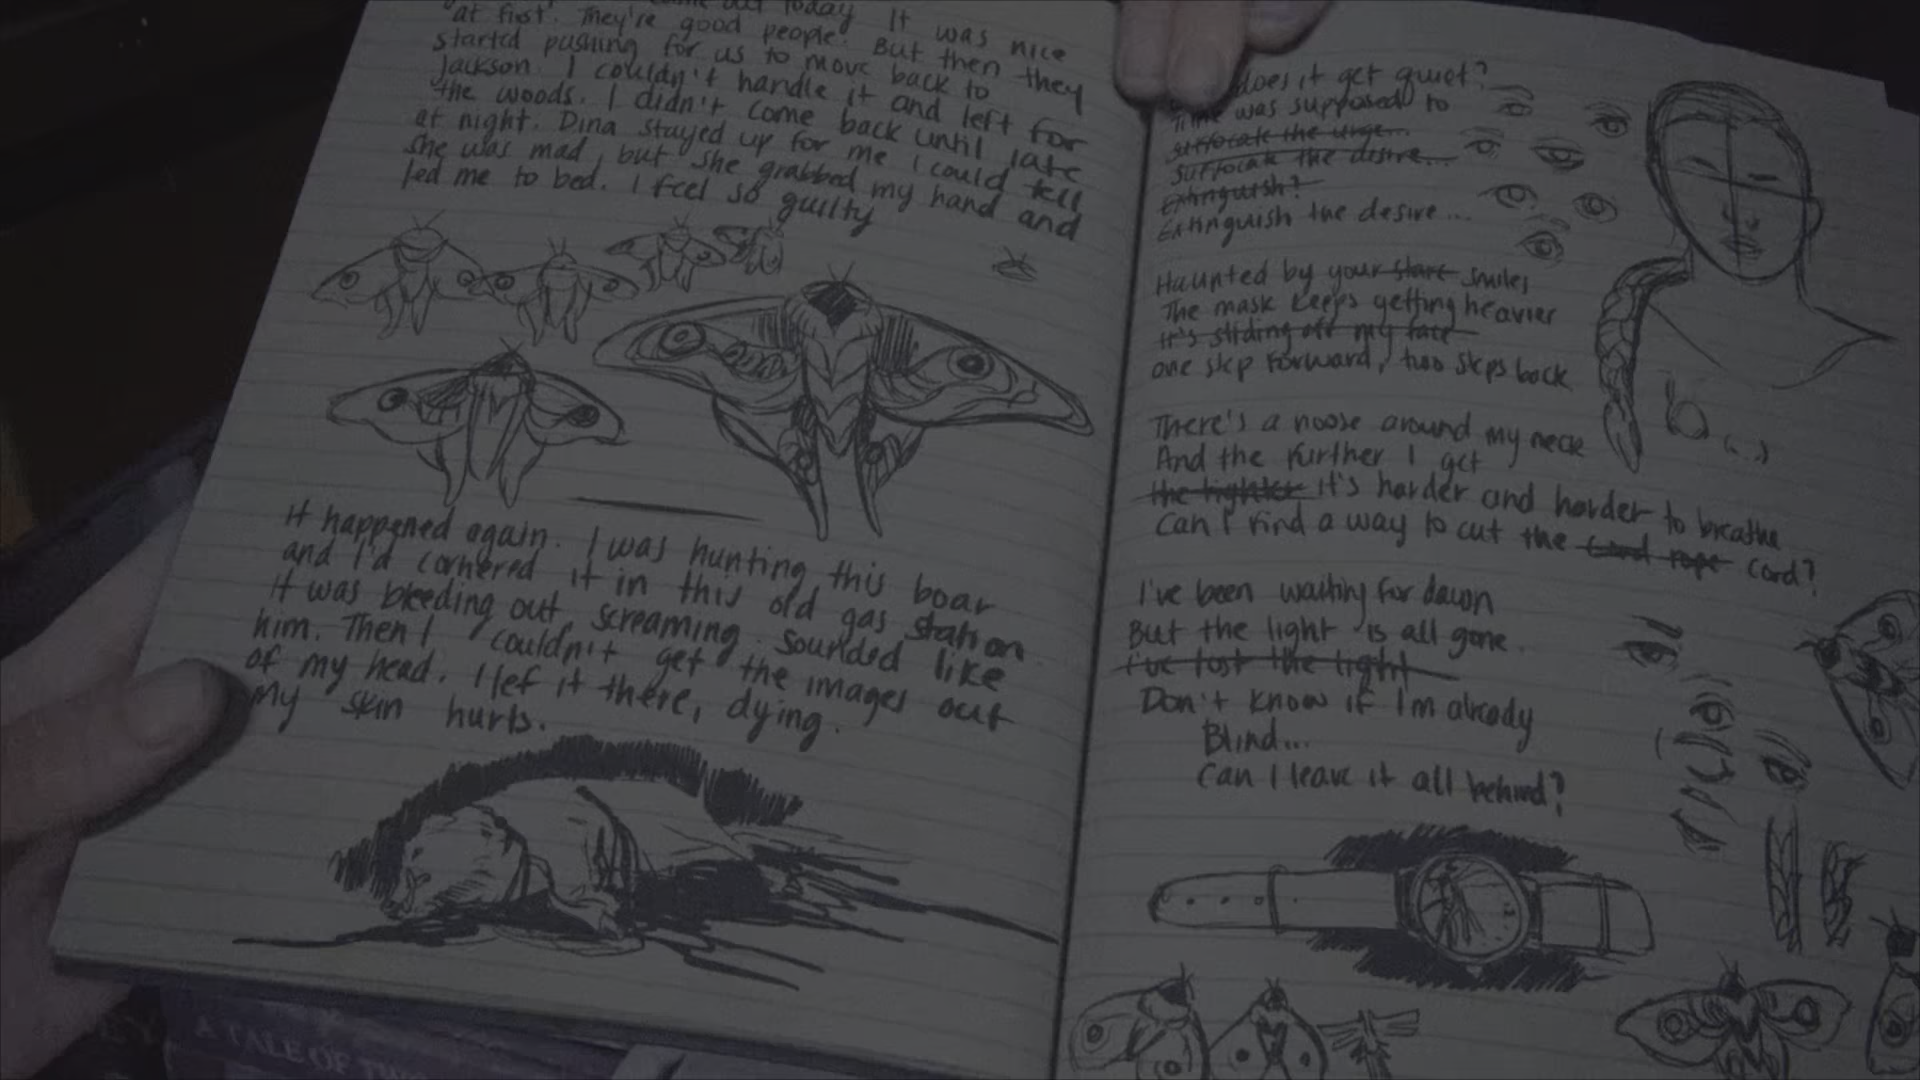 today It was nice
at first. They're good people. But then they
started pushing for us to move back to
Jackson. I couldn't handle it and left for
the woods. I didn't come back until late
at night. Dina stayed up for me I could tell
she was mad, but she grabbed my hand and
led me to bed. I feel so guilty
It happened again. I was hunting this boar
and I'd cornered it in this old gas station.
It was bleeding out, screaming. Sounded like
him. Then I couldn't get the images out
of my head. I lef it there, dying.
My skin hurts.
does it get quiet?
Time was supposed to
suffocate the urge...
suffocate the desire...
Extinguish?
Extinguish the desire...
Haunted by your stare smiles
The mask keeps getting heavier
It's sliding off my face
one step forward, two steps back
There's a noose around my neck
And the further I get
the tighter it's harder and harder to breathe
Can I find a way to cut the cord rope cord?
I've been waiting for dawn
But the light is all gone.
I've lost the light
Don't know if I'm already
Blind...
Can I leave it all behind?
A TALE OF